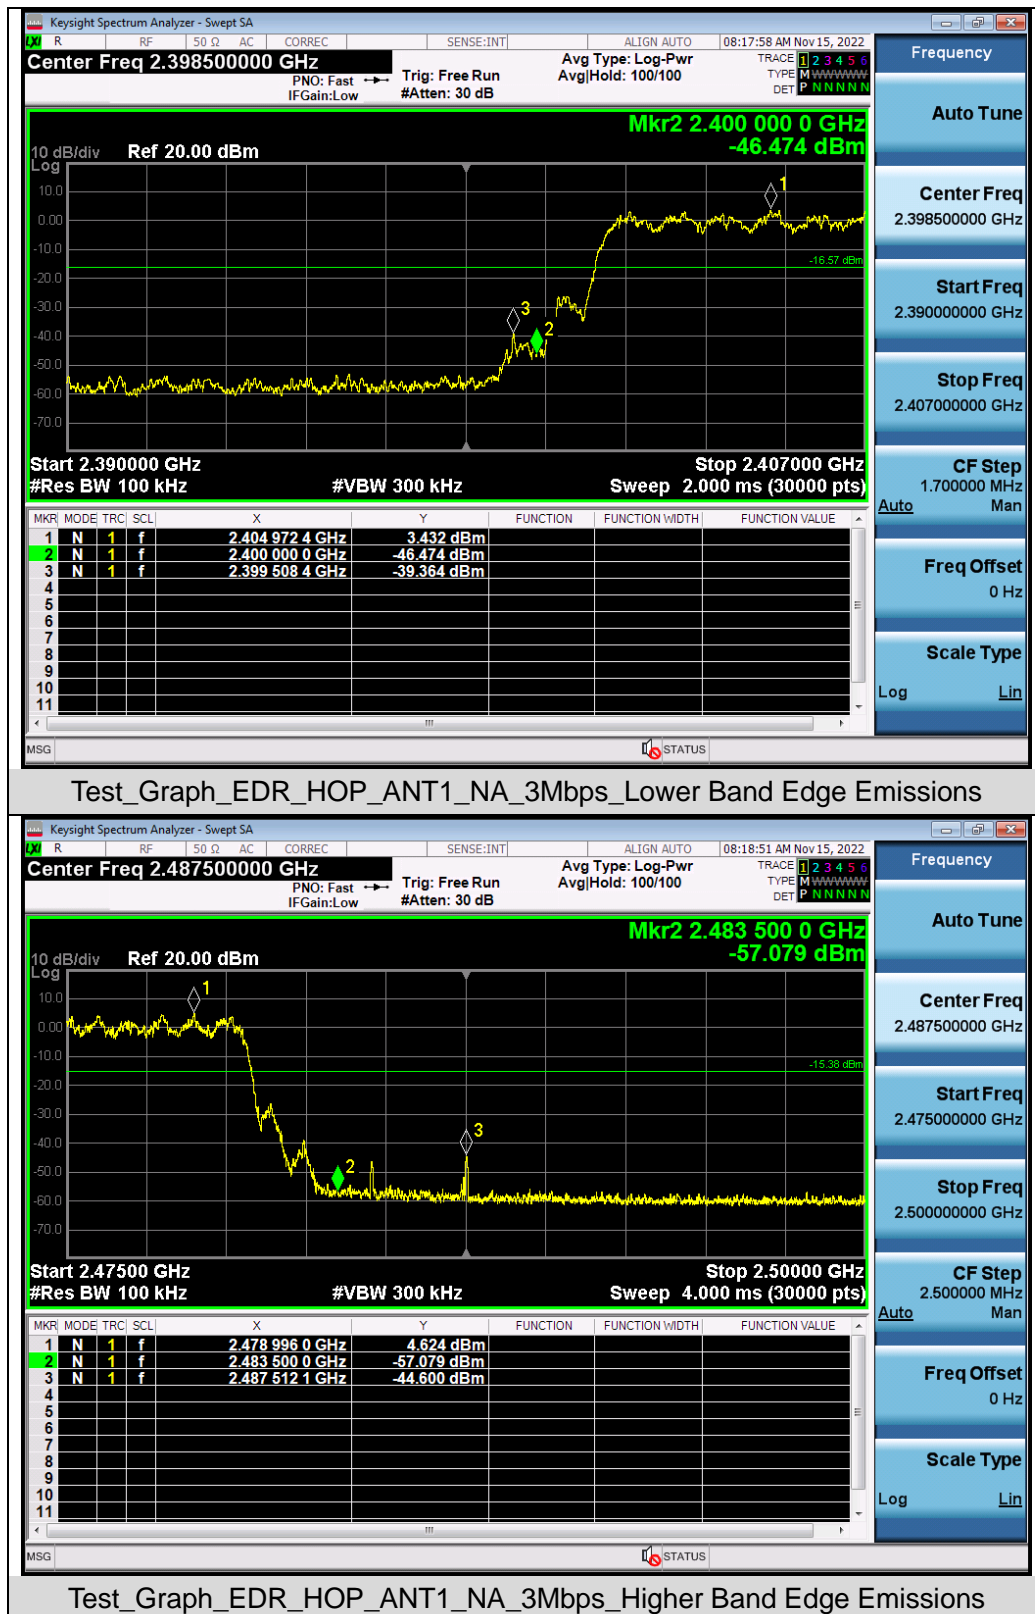 Keysight Spectrum Analyzer - Swept SA
LXI R RF 50 Ω AC CORREC SENSE:INT ALIGN AUTO 08:17:58 AM Nov 15, 2022
Center Freq 2.398500000 GHz
PNO: Fast
IFGain:Low
Trig: Free Run
#Atten: 30 dB
Avg Type: Log-Pwr
Avg|Hold: 100/100
TRACE 1 2 3 4 5 6
TYPE M WWWWW
DET P N N N N N
Frequency
Mkr2 2.400 000 0 GHz
-46.474 dBm
10 dB/div Ref 20.00 dBm
Log
10.0
0.00
-10.0
-20.0
-30.0
-40.0
-50.0
-60.0
-70.0
1
-16.57 dBm
3
2
Start 2.390000 GHz Stop 2.407000 GHz
#Res BW 100 kHz #VBW 300 kHz Sweep 2.000 ms (30000 pts)
Auto Tune
Center Freq
2.398500000 GHz
Start Freq
2.390000000 GHz
Stop Freq
2.407000000 GHz
CF Step
1.700000 MHz
Auto Man
Freq Offset
0 Hz
Scale Type
Log Lin
MKR MODE TRC SCL X Y FUNCTION FUNCTION WIDTH FUNCTION VALUE
1 N 1 f 2.404 972 4 GHz 3.432 dBm
2 N 1 f 2.400 000 0 GHz -46.474 dBm
3 N 1 f 2.399 508 4 GHz -39.364 dBm
4
5
6
7
8
9
10
11
MSG STATUS
Test_Graph_EDR_HOP_ANT1_NA_3Mbps_Lower Band Edge Emissions
Keysight Spectrum Analyzer - Swept SA
LXI R RF 50 Ω AC CORREC SENSE:INT ALIGN AUTO 08:18:51 AM Nov 15, 2022
Center Freq 2.487500000 GHz
PNO: Fast
IFGain:Low
Trig: Free Run
#Atten: 30 dB
Avg Type: Log-Pwr
Avg|Hold: 100/100
TRACE 1 2 3 4 5 6
TYPE M WWWWW
DET P N N N N N
Frequency
Mkr2 2.483 500 0 GHz
-57.079 dBm
10 dB/div Ref 20.00 dBm
Log
10.0
0.00
-10.0
-20.0
-30.0
-40.0
-50.0
-60.0
-70.0
1
-15.38 dBm
3
2
Start 2.47500 GHz Stop 2.50000 GHz
#Res BW 100 kHz #VBW 300 kHz Sweep 4.000 ms (30000 pts)
Auto Tune
Center Freq
2.487500000 GHz
Start Freq
2.475000000 GHz
Stop Freq
2.500000000 GHz
CF Step
2.500000 MHz
Auto Man
Freq Offset
0 Hz
Scale Type
Log Lin
MKR MODE TRC SCL X Y FUNCTION FUNCTION WIDTH FUNCTION VALUE
1 N 1 f 2.478 996 0 GHz 4.624 dBm
2 N 1 f 2.483 500 0 GHz -57.079 dBm
3 N 1 f 2.487 512 1 GHz -44.600 dBm
4
5
6
7
8
9
10
11
MSG STATUS
Test_Graph_EDR_HOP_ANT1_NA_3Mbps_Higher Band Edge Emissions